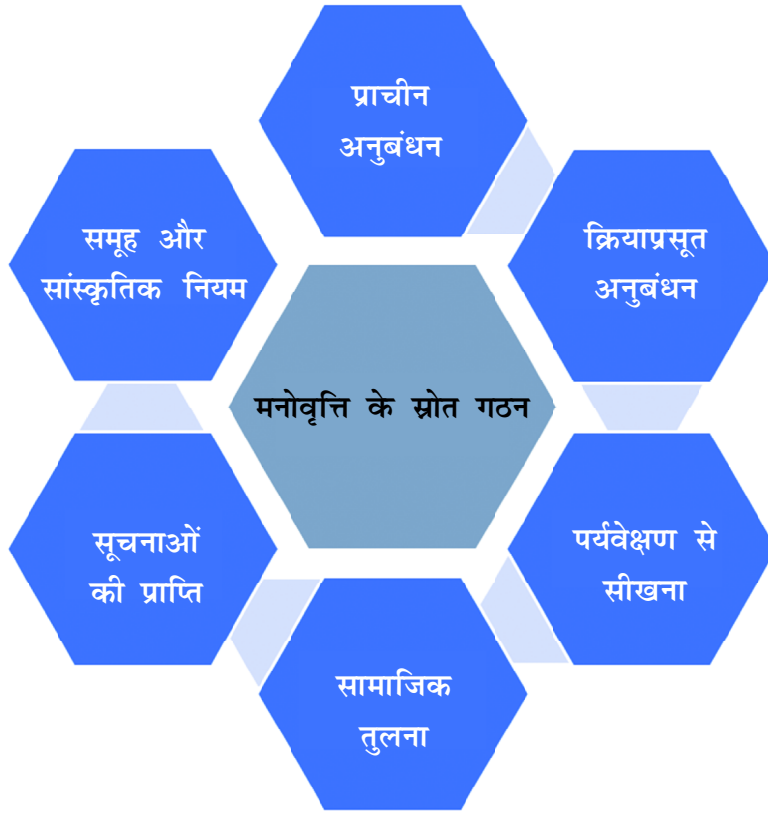 प्राचीन
अनुबंधन
क्रियाप्रसूत
अनुबंधन
पर्यवेक्षण से
सीखना
सामाजिक
तुलना
सूचनाओं
की प्राप्ति
समूह और
सांस्कृतिक नियम
मनोवृत्ति के स्रोत गठन